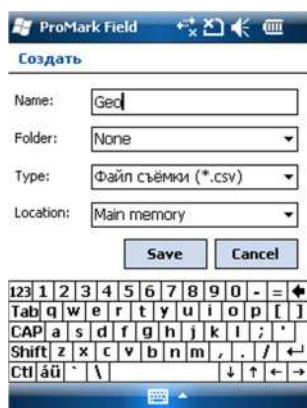 ProMark Field
Создать
Name: Geo
Folder: None
Type: Файл съёмки (*.csv)
Location: Main memory
Save Cancel
123 1 2 3 4 5 6 7 8 9 0 - =
Tab q w e r t y u i o p [ ]
CAP a s d f g h j k l ; '
Shift z x c v b n m , . /
Ctl áü ` \